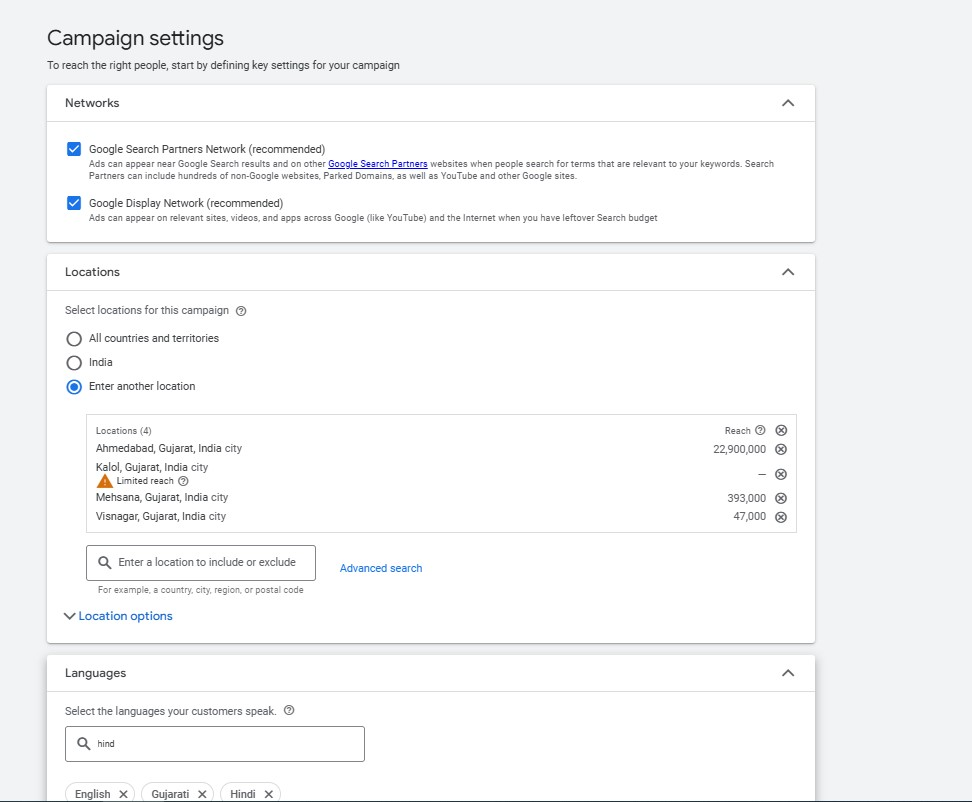 Campaign settings
To reach the right people, start by defining key settings for your campaign
Networks
Google Search Partners Network (recommended)
Ads can appear near Google Search results and on other Google Search Partners websites when people search for terms that are relevant to your keywords. Search
Partners can include hundreds of non-Google websites, Parked Domains, as well as YouTube and other Google sites.
Google Display Network (recommended)
Ads can appear on relevant sites, videos, and apps across Google (like YouTube) and the Internet when you have leftover Search budget
Locations
Select locations for this campaign
All countries and territories
India
Enter another location
Locations (4) Reach
Ahmedabad, Gujarat, India city 22,900,000
Kalol, Gujarat, India city
Limited reach –
Mehsana, Gujarat, India city 393,000
Visnagar, Gujarat, India city 47,000
Enter a location to include or exclude
Advanced search
For example, a country, city, region, or postal code
Location options
Languages
Select the languages your customers speak.
hind
English Gujarati Hindi